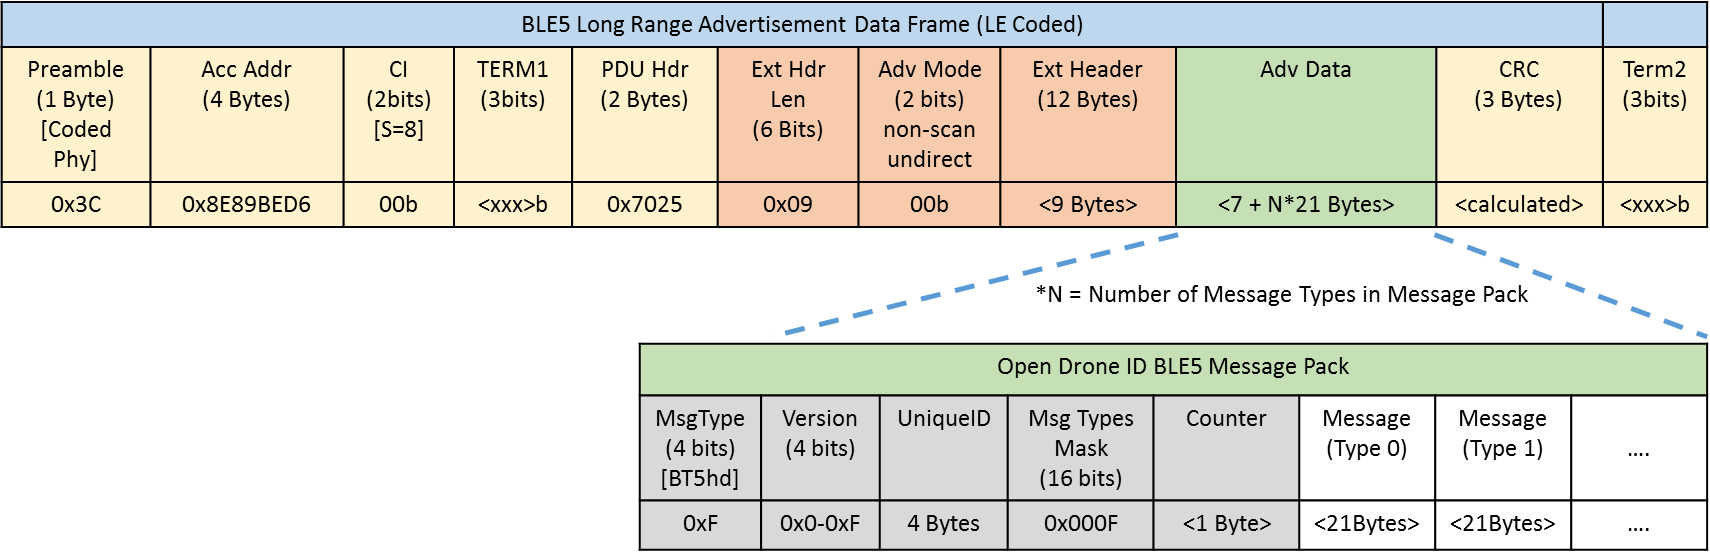 BLE5 Long Range Advertisement Data Frame (LE Coded)
Preamble
(1 Byte)
[Coded
Phy]
Acc Addr
(4 Bytes)
CI
(2bits)
[S=8]
TERM1
(3bits)
PDU Hdr
(2 Bytes)
Ext Hdr
Len
(6 Bits)
Adv Mode
(2 bits)
non-scan
undirect
Ext Header
(12 Bytes)
Adv Data
CRC
(3 Bytes)
Term2
(3bits)
0x3C
0x8E89BED6
00b
<xxx>b
0x7025
0x09
00b
<9 Bytes>
<7 + N*21 Bytes>
<calculated>
<xxx>b
*N = Number of Message Types in Message Pack
Open Drone ID BLE5 Message Pack
MsgType
(4 bits)
[BT5hd]
Version
(4 bits)
UniqueID
Msg Types
Mask
(16 bits)
Counter
Message
(Type 0)
Message
(Type 1)
....
0xF
0x0-0xF
4 Bytes
0x000F
<1 Byte>
<21Bytes>
<21Bytes>
....